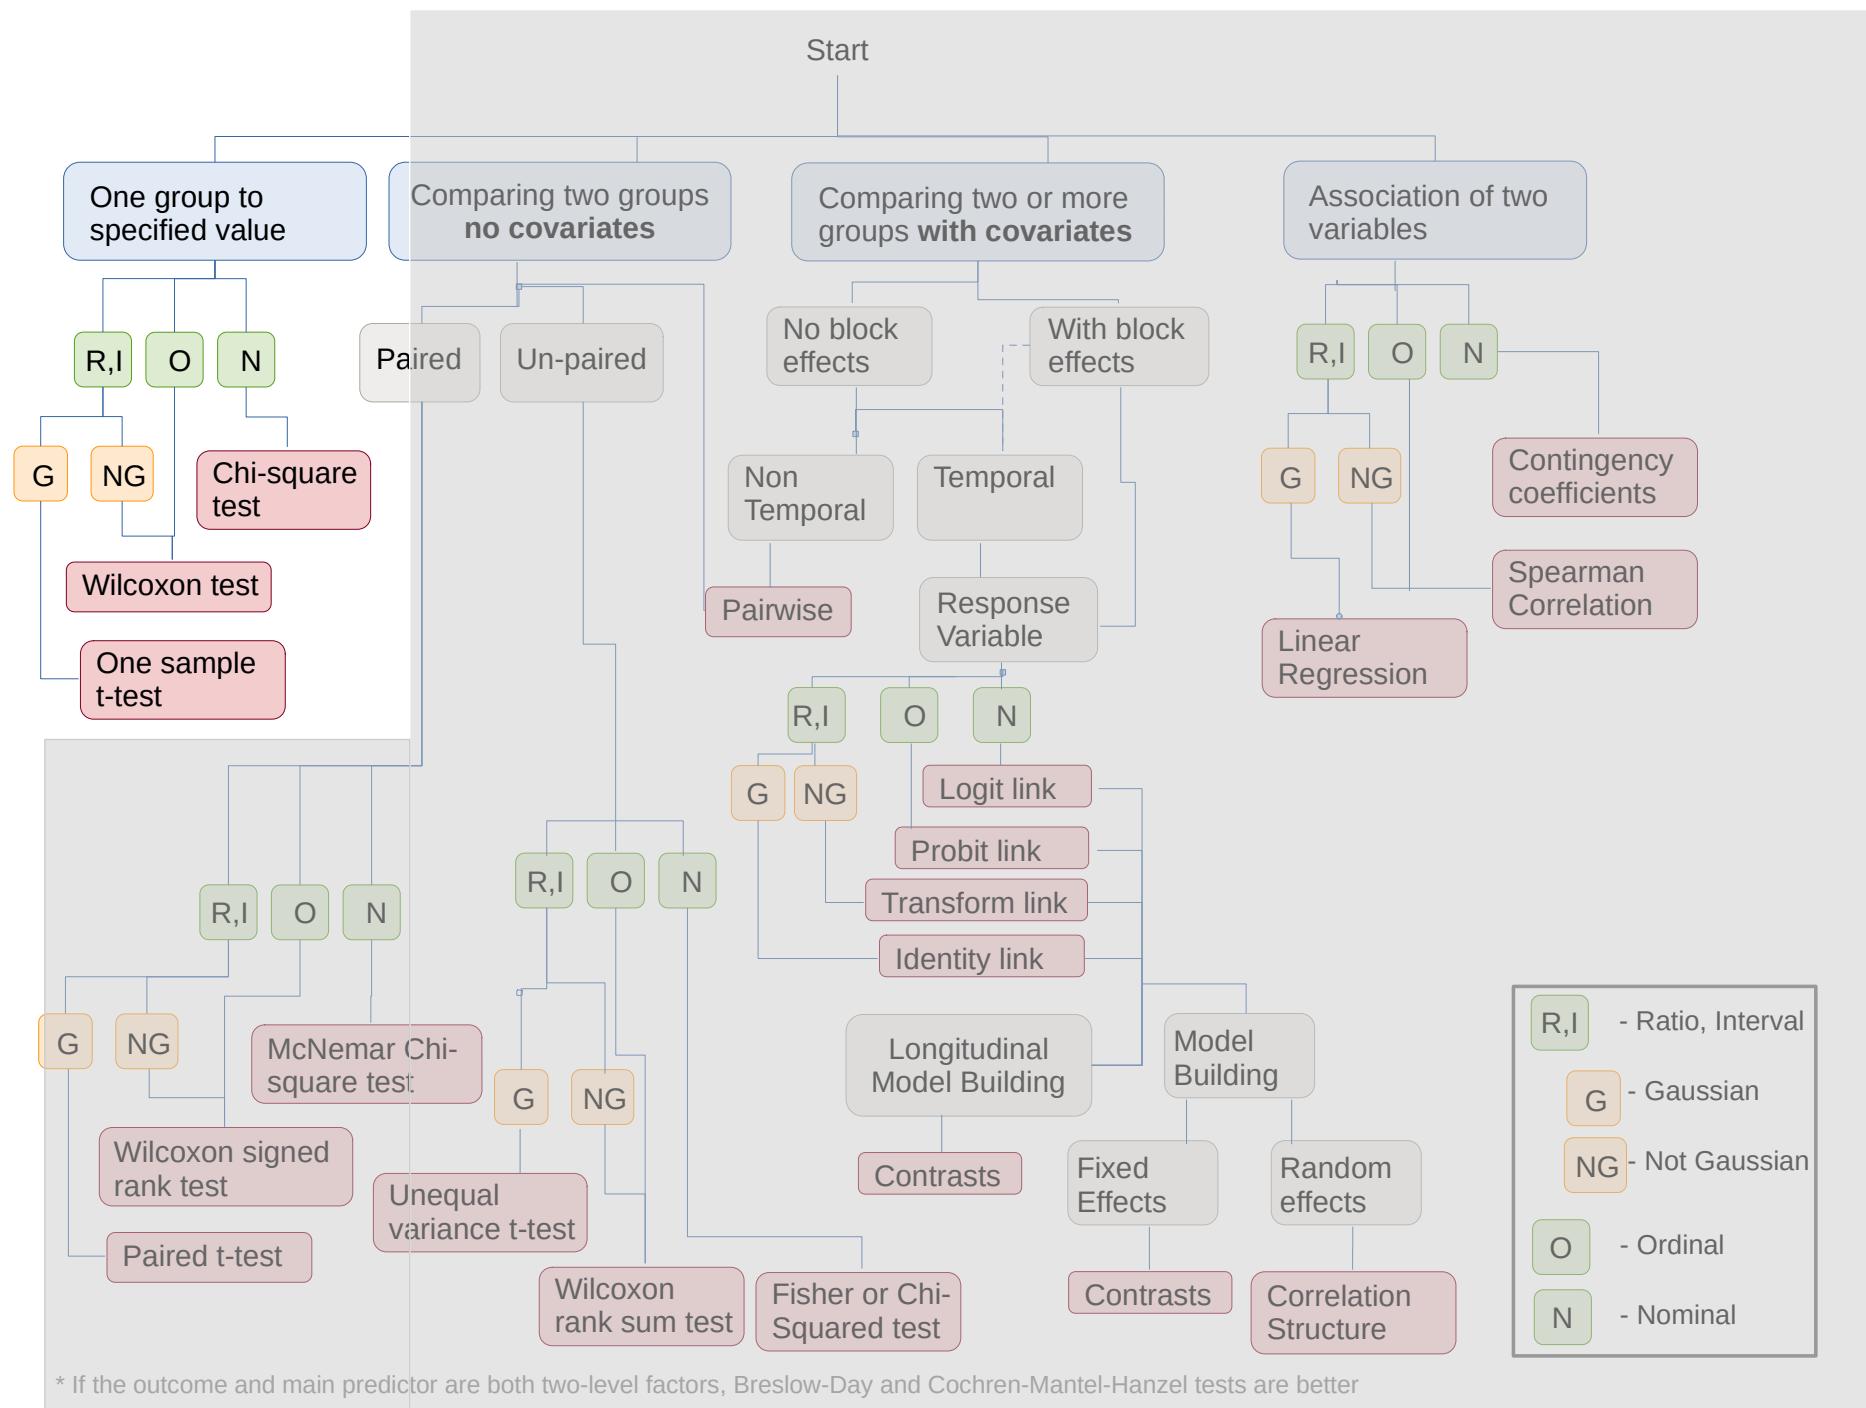 Start
One group to
specified value
Comparing two groups
no covariates
Comparing two or more
groups with covariates
Association of two
variables
R,I
O
N
G
NG
Chi-square
test
Wilcoxon test
One sample
t-test
Paired
Un-paired
R,I
O
N
G
NG
McNemar Chi-
square test
Wilcoxon signed
rank test
Paired t-test
R,I
O
N
G
NG
Unequal
variance t-test
Wilcoxon
rank sum test
Fisher or Chi-
Squared test
No block
effects
With block
effects
Non
Temporal
Temporal
Pairwise
Response
Variable
R,I
O
N
G
NG
Logit link
Probit link
Transform link
Identity link
Longitudinal
Model Building
Model
Building
Contrasts
Fixed
Effects
Random
effects
Contrasts
Correlation
Structure
R,I
O
N
G
NG
Contingency
coefficients
Spearman
Correlation
Linear
Regression
R,I - Ratio, Interval
G - Gaussian
NG - Not Gaussian
O - Ordinal
N - Nominal
* If the outcome and main predictor are both two-level factors, Breslow-Day and Cochren-Mantel-Hanzel tests are better